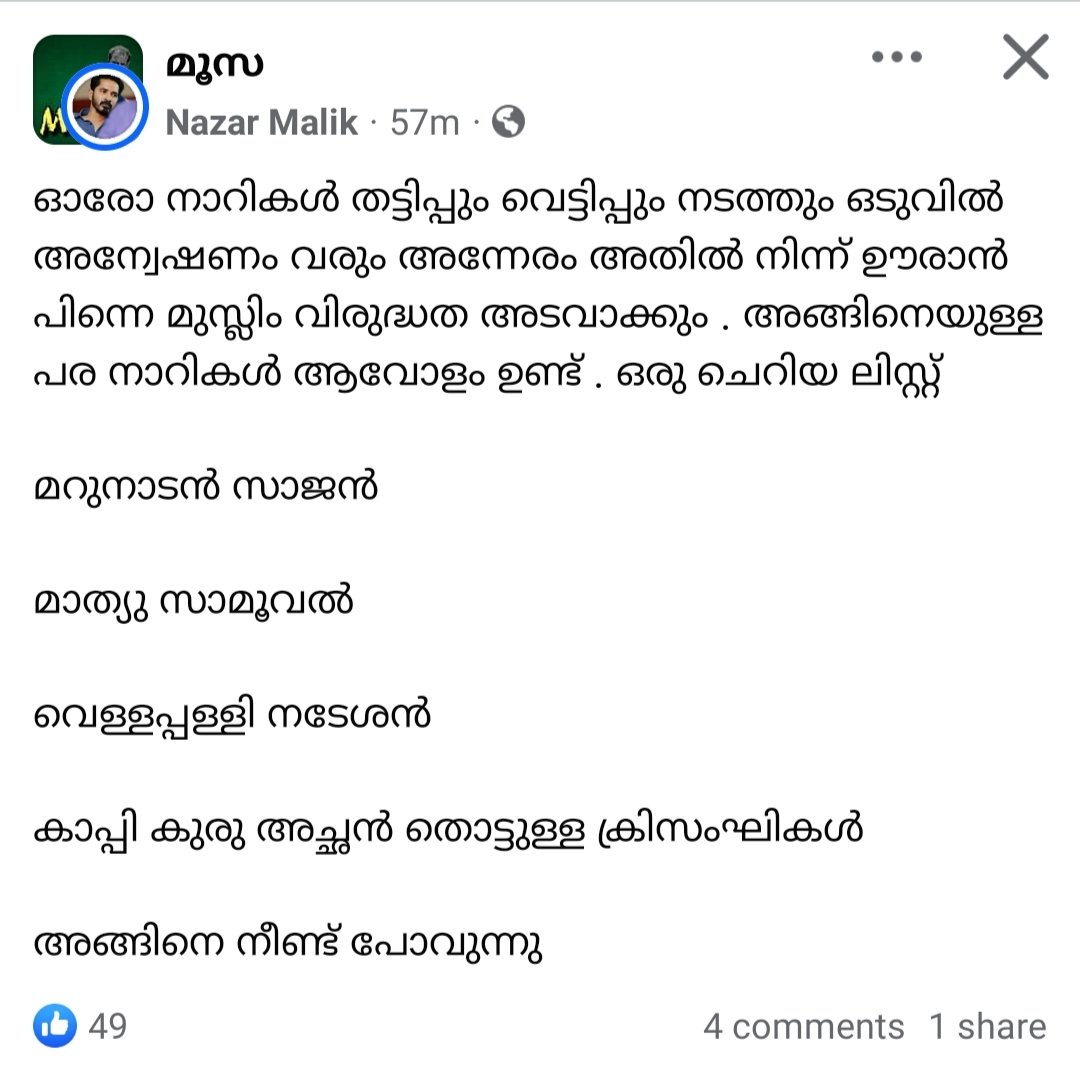 മൂസ
Nazar Malik · 57m ·
ഓരോ നാറികൾ തട്ടിപ്പും വെട്ടിപ്പും നടത്തും ഒടുവിൽ
അന്വേഷണം വരും അന്നേരം അതിൽ നിന്ന് ഊരാൻ
പിന്നെ മുസ്ലിം വിരുദ്ധത അടവാക്കും . അങ്ങിനെയുള്ള
പര നാറികൾ ആവോളം ഉണ്ട് . ഒരു ചെറിയ ലിസ്റ്റ്
മറുനാടൻ സാജൻ
മാത്യു സാമൂവൽ
വെള്ളപ്പള്ളി നടേശൻ
കാപ്പി കുരു അച്ഛൻ തൊട്ടുള്ള ക്രിസംഘികൾ
അങ്ങിനെ നീണ്ട് പോവുന്നു
49
4 comments 1 share